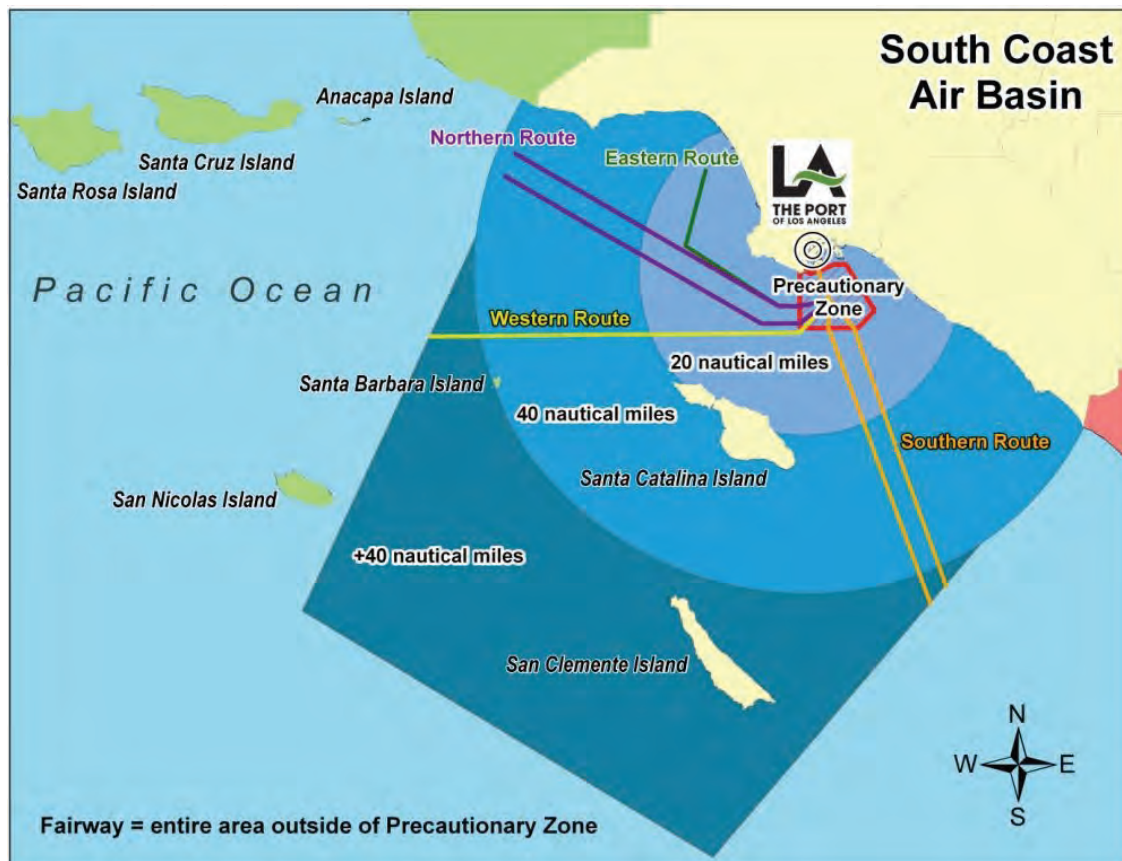 South Coast
Air Basin
Anacapa Island
Northern Route
Santa Cruz Island
Eastern Route
Santa Rosa Island
LA
THE PORT
OF LOS ANGELES
Pacific Ocean
Precautionary
Zone
Western Route
20 nautical miles
Santa Barbara Island
40 nautical miles
Southern Route
Santa Catalina Island
San Nicolas Island
+40 nautical miles
San Clemente Island
N
W
E
S
Fairway = entire area outside of Precautionary Zone